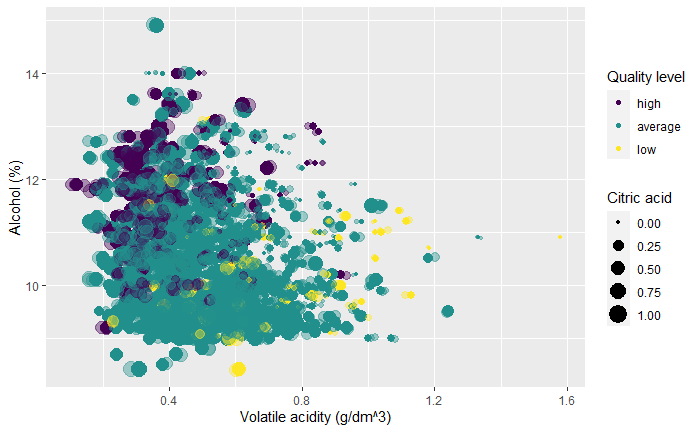 14
12
10
0.4
0.8
1.2
1.6
Volatile acidity (g/dm^3)
Alcohol (%)
Quality level
high
average
low
Citric acid
0.00
0.25
0.50
0.75
1.00